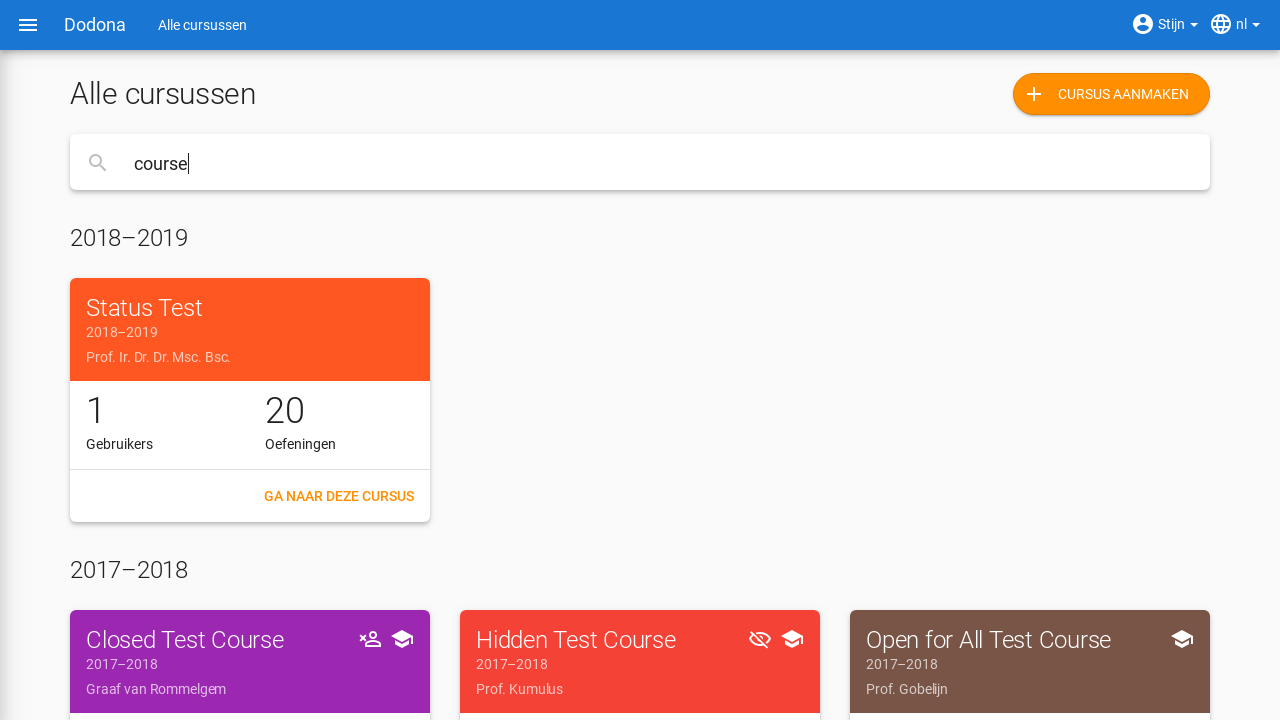 Dodona
Alle cursussen
Stijn
nl
Alle cursussen
CURSUS AANMAKEN
course
2018–2019
Status Test
2018–2019
Prof. Ir. Dr. Dr. Msc. Bsc.
1
20
Gebruikers
Oefeningen
GA NAAR DEZE CURSUS
2017–2018
Closed Test Course
2017–2018
Graaf van Rommelgem
Hidden Test Course
2017–2018
Prof. Kumulus
Open for All Test Course
2017–2018
Prof. Gobelijn